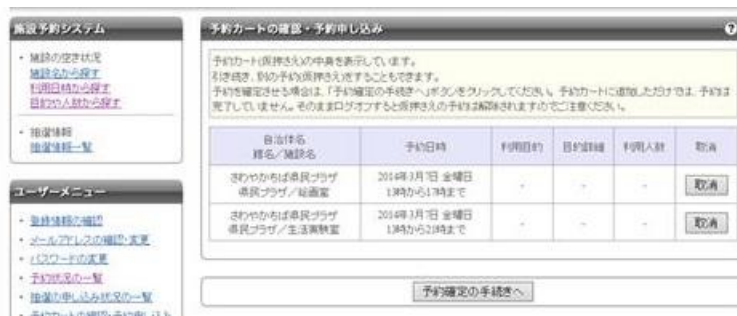 施設予約システム
・ 施設の空き状況
施設名から探す
利用日時から探す
目的や人数から探す
・ 抽選情報
抽選情報一覧
ユーザーメニュー
・ 登録情報の確認
・ メールアドレスの確認・変更
・ パスワードの変更
・ 予約状況の一覧
・ 抽選の申し込み状況の一覧
・ 予約カートの確認・予約申し込み
予約カートの確認・予約申し込み
予約カート(仮押さえ)の中身を表示しています。
引き続き、別の予約(仮押さえ)をすることもできます。
予約を確定させる場合は、「予約確定の手続きへ」ボタンをクリックしてください。予約カートに追加しただけでは、予約は
完了していません。そのままログオフすると仮押さえの予約は解除されますのでご注意ください。
自治体名
館名／施設名
予約日時
利用目的
目的詳細
利用人数
取消
さわやかちば県民プラザ
県民プラザ／絵画室
2014年3月7日 金曜日
13時から17時まで
-
-
-
取消
さわやかちば県民プラザ
県民プラザ／生活実験室
2014年3月7日 金曜日
13時から21時まで
-
-
-
取消
予約確定の手続きへ